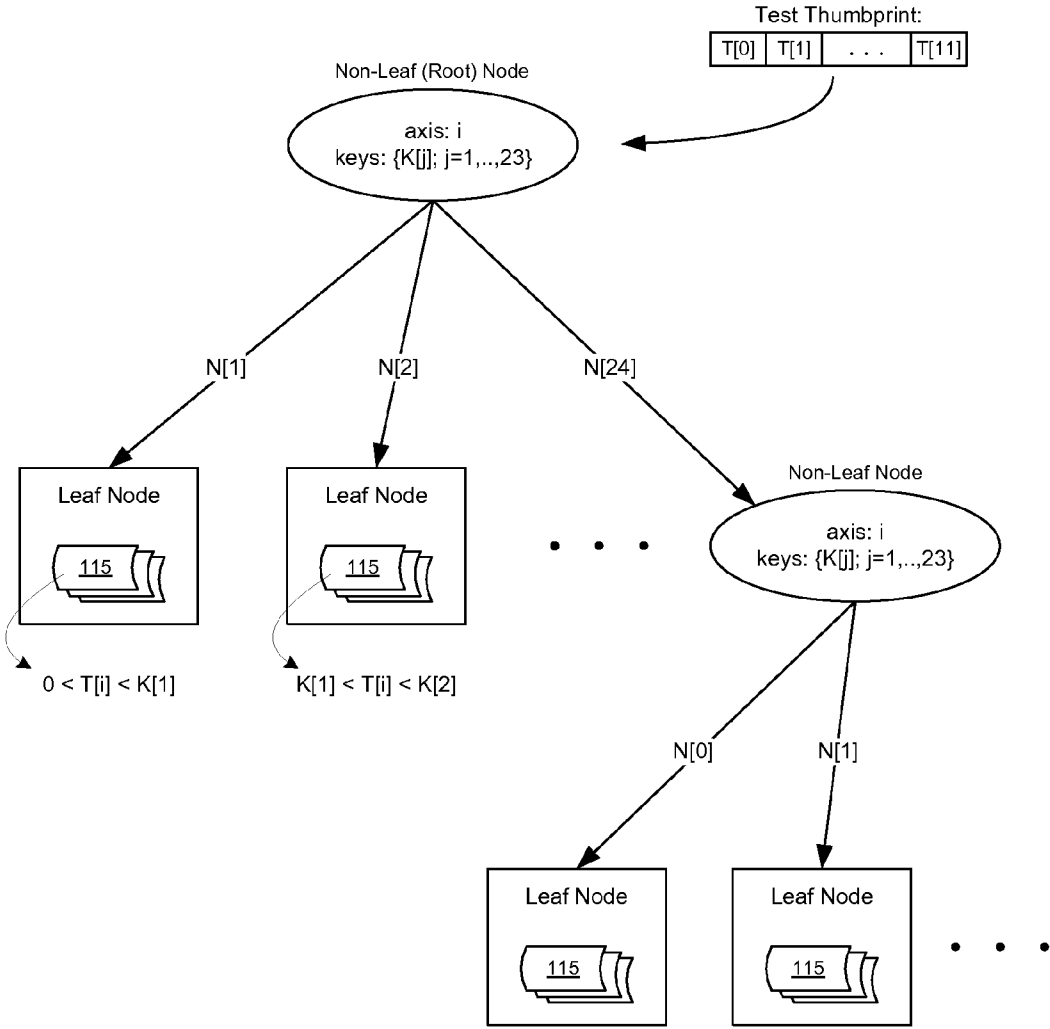 Test Thumbprint:
T[0] T[1] . . . T[11]
Non-Leaf (Root) Node
axis: i
keys: {K[j]; j=1,..,23}
N[1] N[2] N[24]
Leaf Node
115
0 < T[i] < K[1]
Leaf Node
115
K[1] < T[i] < K[2]
. . .
Non-Leaf Node
axis: i
keys: {K[j]; j=1,..,23}
N[0] N[1]
Leaf Node
115
Leaf Node
115
. . .